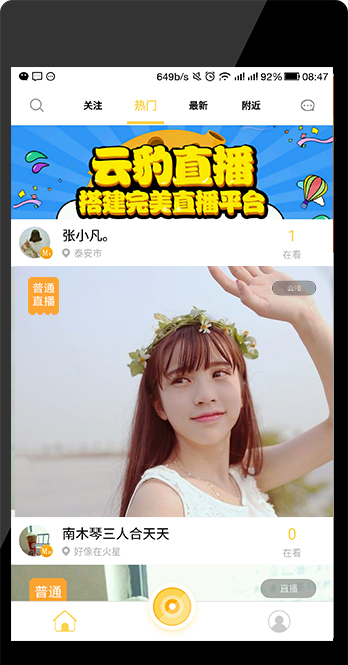 649b/s 92% 08:47
关注 热门 最新 附近
云豹直播
搭建完美直播平台
张小凡。 1
泰安市 在看
普通 直播
直播
南木琴三人合天天 0
好像在火星 在看
普通 直播